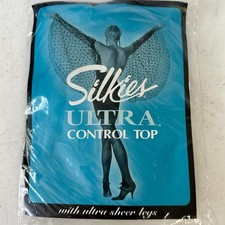 Silkies
ULTRA
CONTROL TOP
with ultra sheer legs